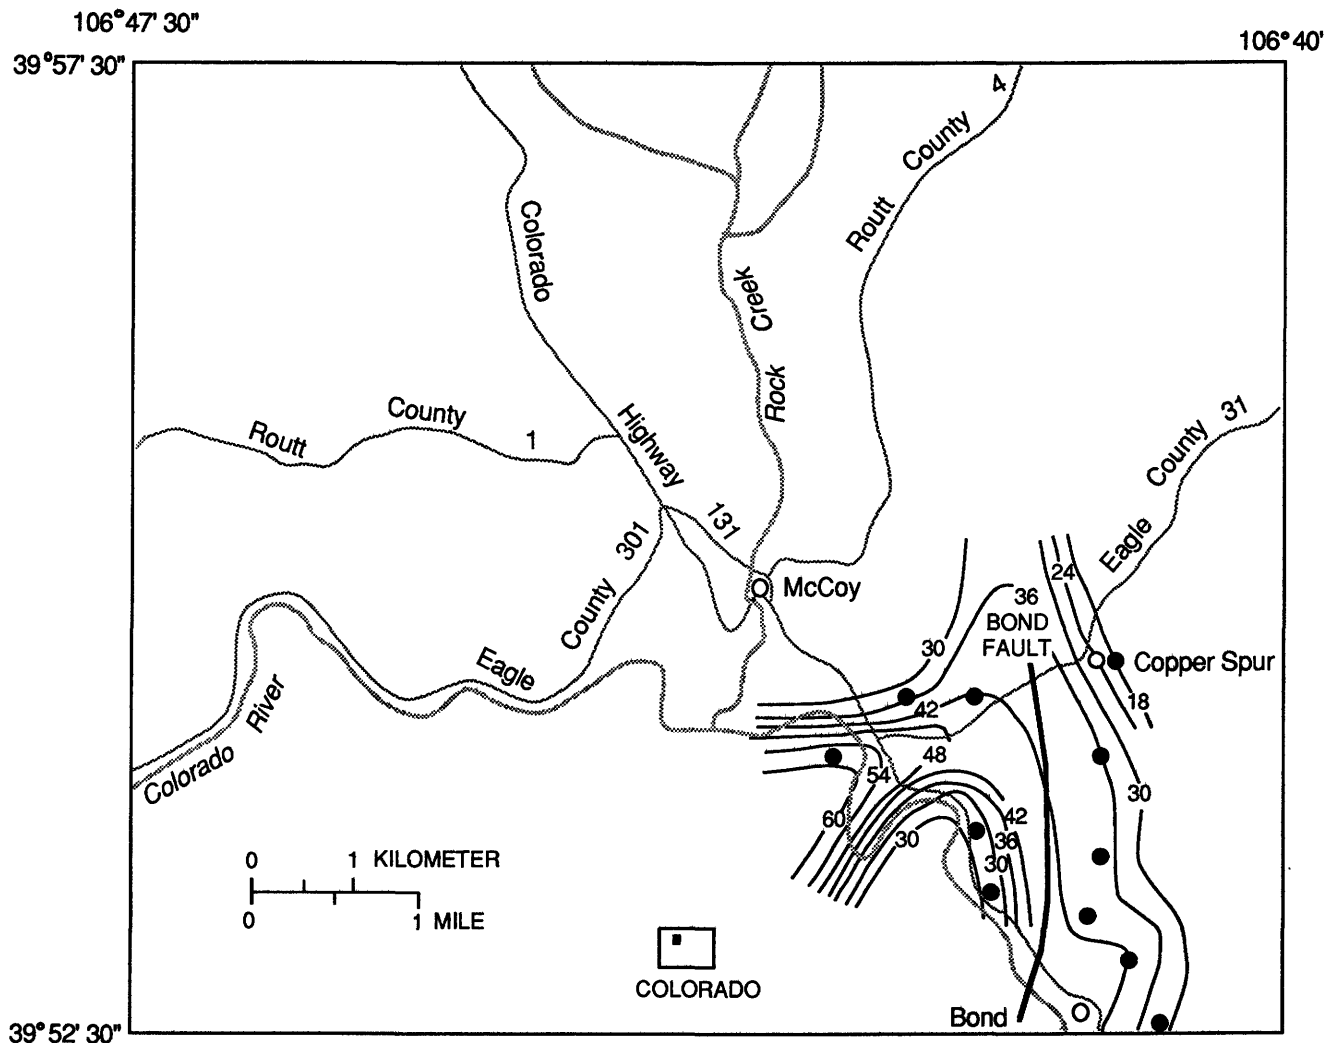 106°47' 30"
106°40'
39°57' 30"
4
County
Routt
Colorado
Creek
Rock
31
County
Eagle
Routt
County
1
Highway
131
301
County
Eagle
McCoy
24
36
BOND
FAULT
30
Copper Spur
18
42
48
54
60
30
42
36
30
30
River
Colorado
0 1 KILOMETER
0 1 MILE
COLORADO
Bond
39°52' 30"